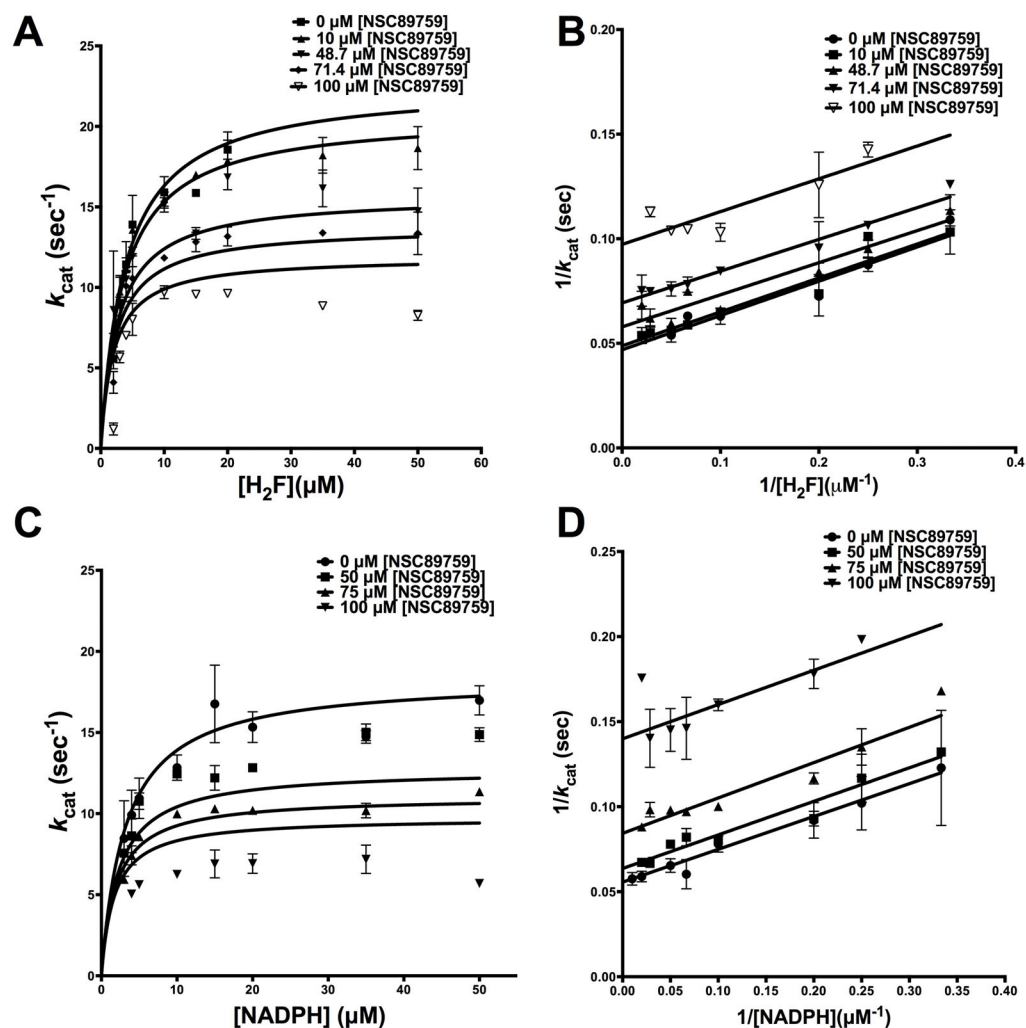 A
0 µM [NSC89759]
10 µM [NSC89759]
48.7 µM [NSC89759]
71.4 µM [NSC89759]
100 µM [NSC89759]
25
20
15
10
5
0
kcat (sec⁻¹)
0 10 20 30 40 50 60
[H₂F](µM)
B
0 µM [NSC89759]
10 µM [NSC89759]
48.7 µM [NSC89759]
71.4 µM [NSC89759]
100 µM [NSC89759]
0.20
0.15
0.10
0.05
0.00
1/kcat (sec)
0.0 0.1 0.2 0.3 0.4
1/[H₂F](µM⁻¹)
C
0 µM [NSC89759]
50 µM [NSC89759]
75 µM [NSC89759]
100 µM [NSC89759]
25
20
15
10
5
0
kcat (sec⁻¹)
0 10 20 30 40 50
[NADPH] (µM)
D
0 µM [NSC89759]
50 µM [NSC89759]
75 µM [NSC89759]
100 µM [NSC89759]
0.25
0.20
0.15
0.10
0.05
0.00
1/kcat (sec)
0.00 0.05 0.10 0.15 0.20 0.25 0.30 0.35 0.40
1/[NADPH](µM⁻¹)